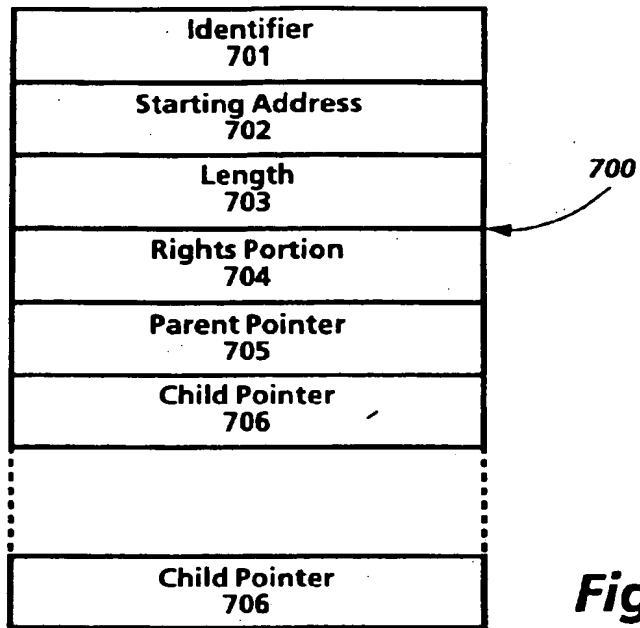 Identifier
701
Starting Address
702
Length
703
700
Rights Portion
704
Parent Pointer
705
Child Pointer
706
Child Pointer
706
Fig